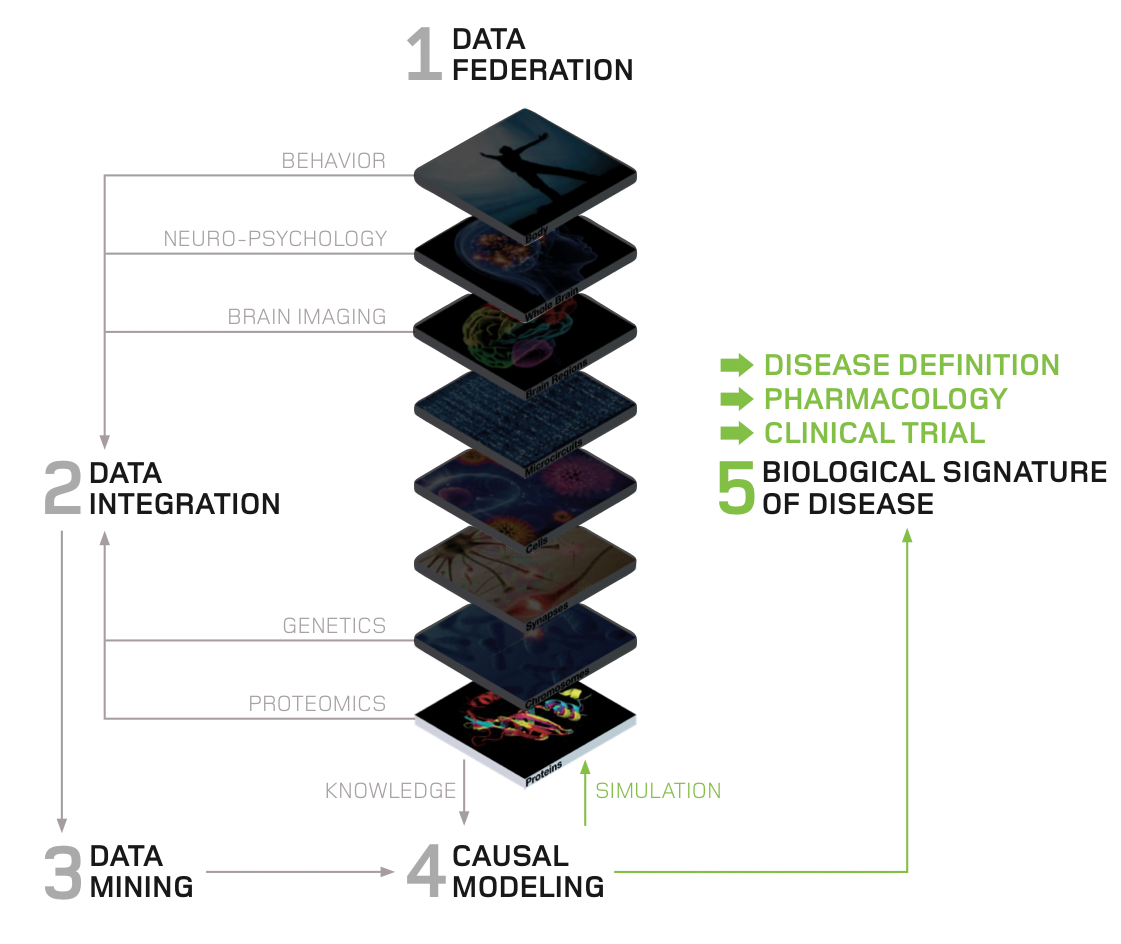 1 DATA
FEDERATION
BEHAVIOR
Body
NEURO-PSYCHOLOGY
Whole Brain
BRAIN IMAGING
Brain Regions
Microcircuits
Cells
Synapses
GENETICS
Chromosomes
PROTEOMICS
Proteins
2 DATA
INTEGRATION
DISEASE DEFINITION
PHARMACOLOGY
CLINICAL TRIAL
5 BIOLOGICAL SIGNATURE
OF DISEASE
KNOWLEDGE
SIMULATION
3 DATA
MINING
4 CAUSAL
MODELING